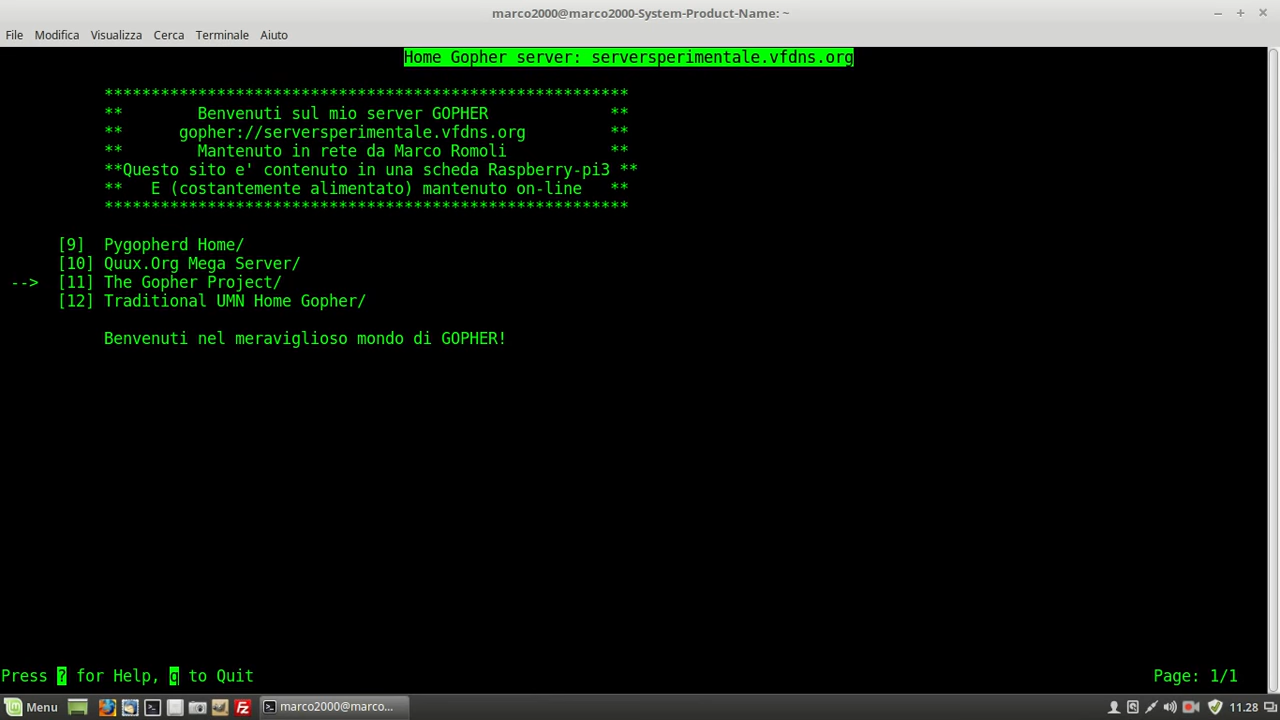 marco2000@marco2000-System-Product-Name: ~
File Modifica Visualizza Cerca Terminale Aiuto
Home Gopher server: serversperimentale.vfdns.org
********************************************************
** Benvenuti sul mio server GOPHER **
** gopher://serversperimentale.vfdns.org **
** Mantenuto in rete da Marco Romoli **
**Questo sito e' contenuto in una scheda Raspberry-pi3 **
** E (costantemente alimentato) mantenuto on-line **
********************************************************
[9] Pygopherd Home/
[10] Quux.Org Mega Server/
--> [11] The Gopher Project/
[12] Traditional UMN Home Gopher/
Benvenuti nel meraviglioso mondo di GOPHER!
Press ? for Help, q to Quit Page: 1/1
Menu marco2000@marco... 11.28